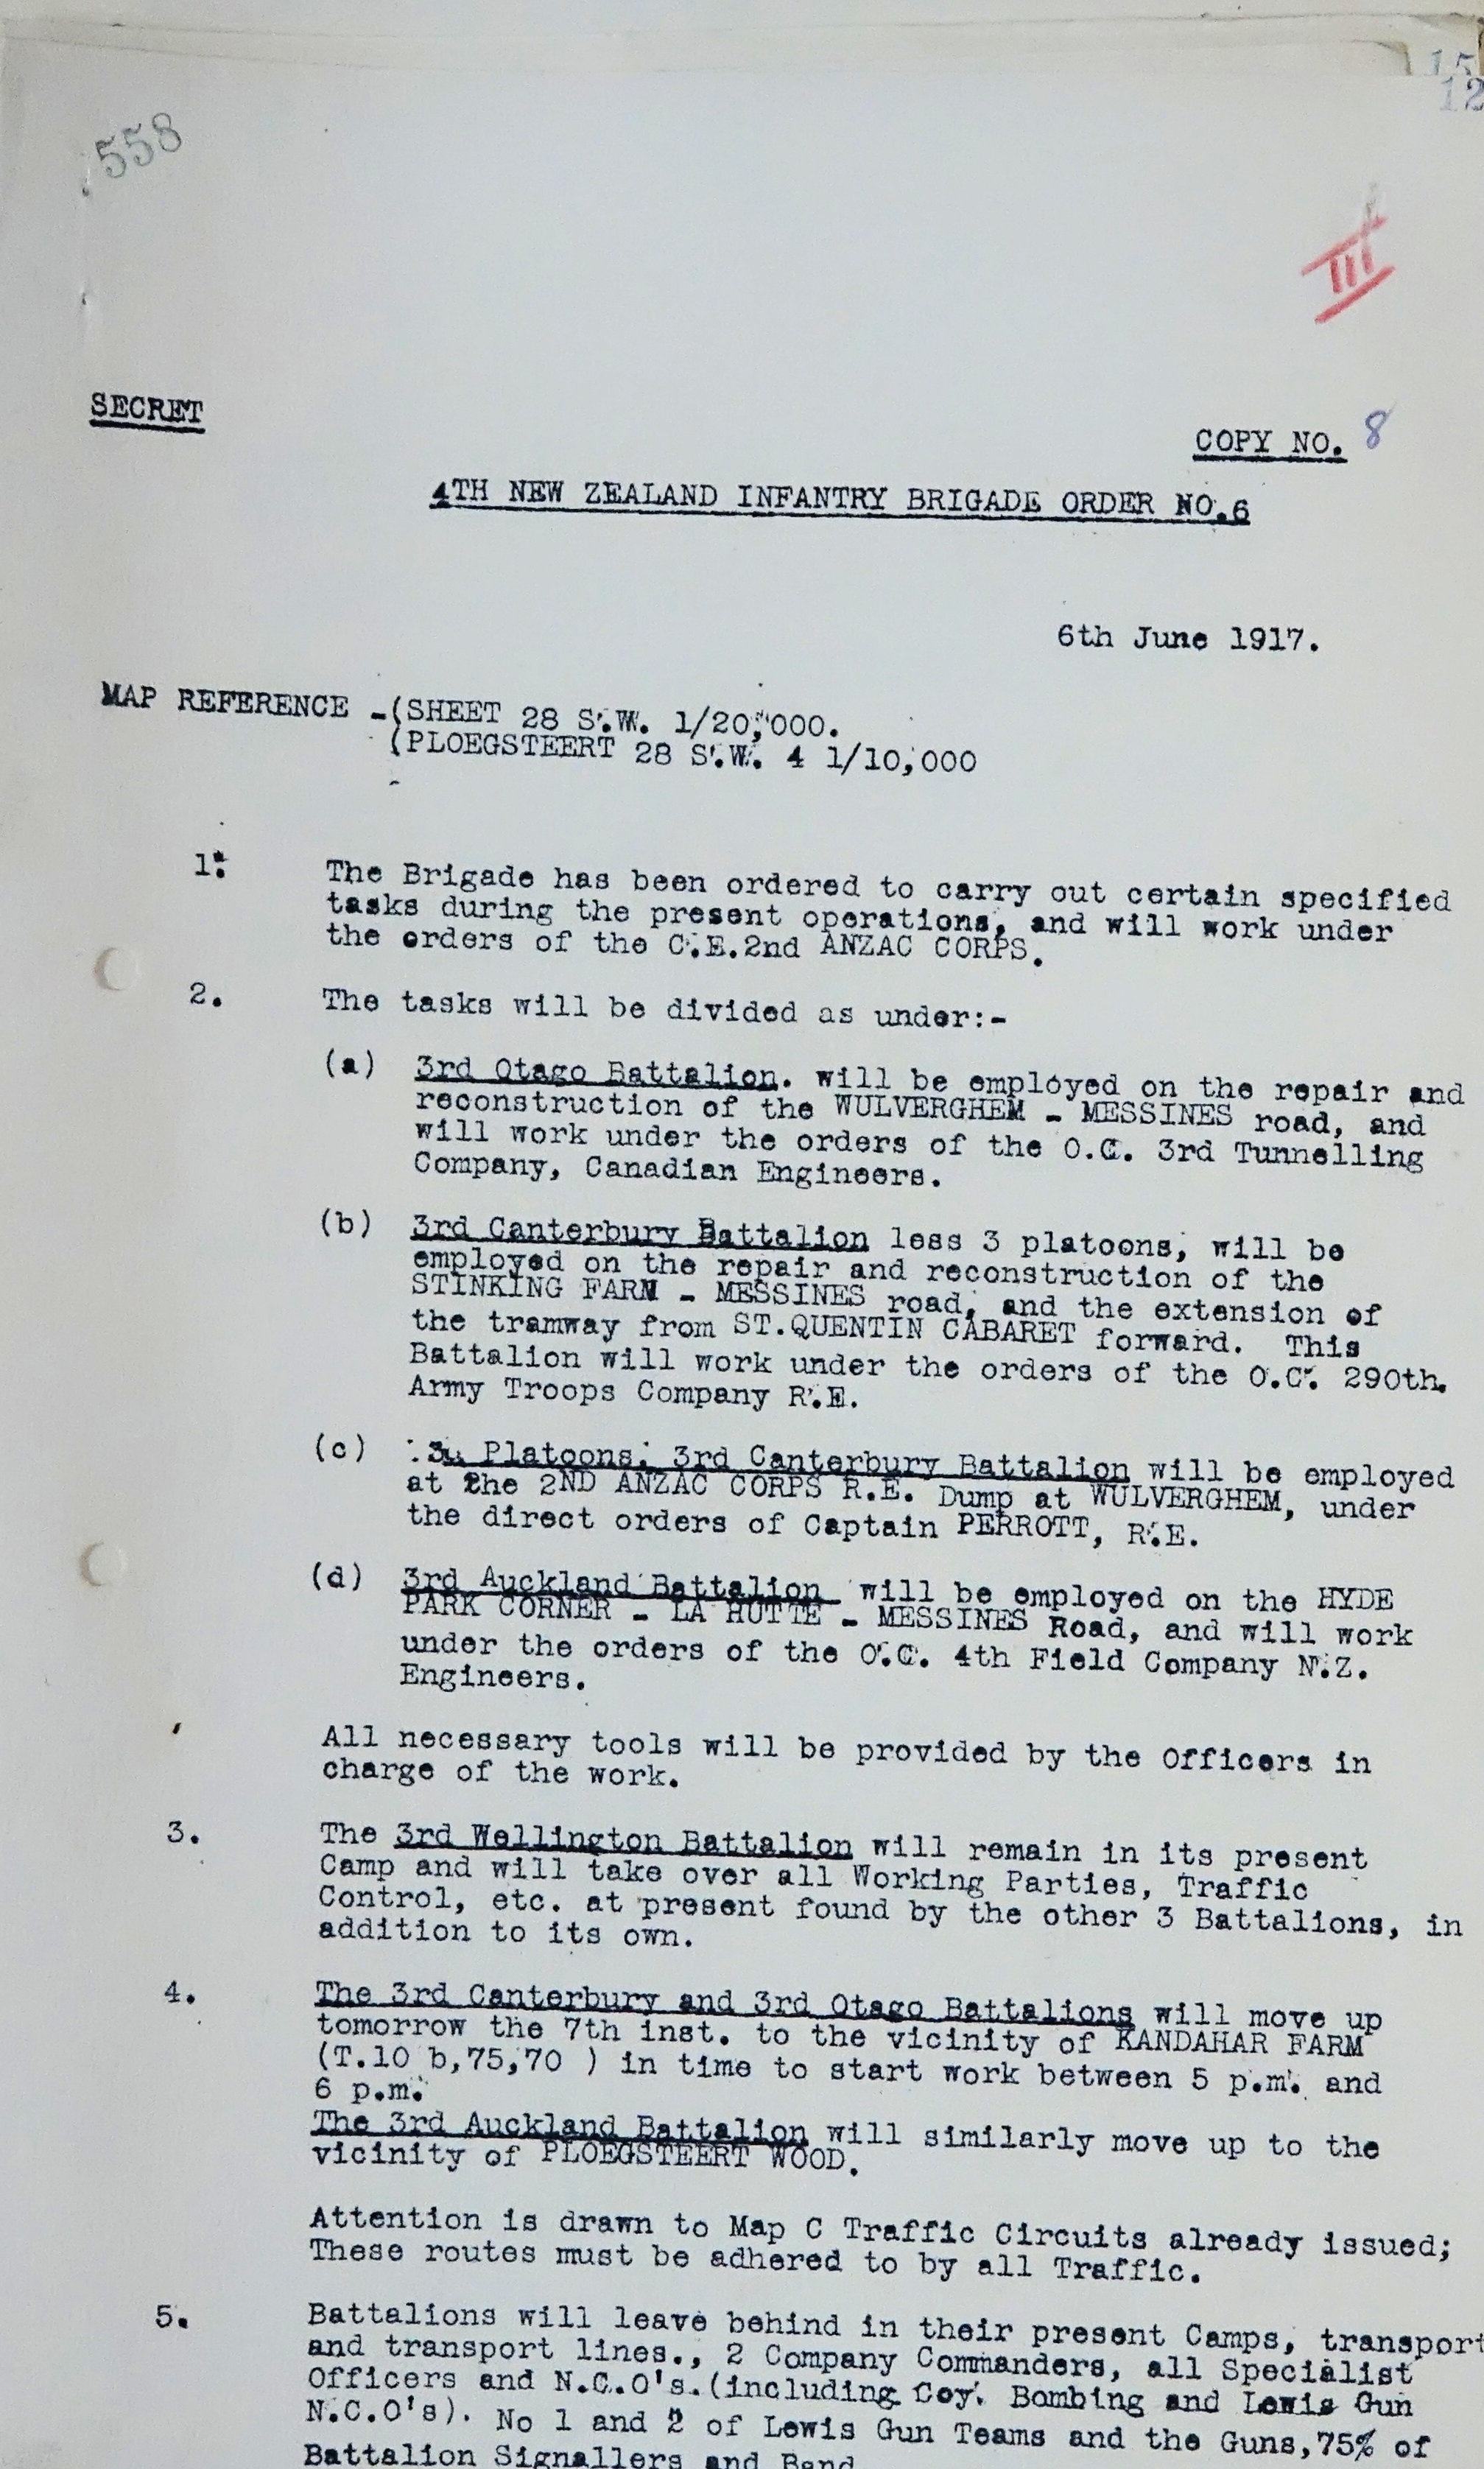 15
12
558
III
SECRET
COPY NO. 8
4TH NEW ZEALAND INFANTRY BRIGADE ORDER NO.6
6th June 1917.
MAP REFERENCE -(SHEET 28 S.W. 1/20,000.
(PLOEGSTEERT 28 S.W. 4 1/10,000
1. The Brigade has been ordered to carry out certain specified
tasks during the present operations, and will work under
the orders of the C.E.2nd ANZAC CORPS.
2. The tasks will be divided as under:-
(a) 3rd Otago Battalion. will be employed on the repair and
reconstruction of the WULVERGHEM - MESSINES road, and
will work under the orders of the O.C. 3rd Tunnelling
Company, Canadian Engineers.
(b) 3rd Canterbury Battalion less 3 platoons, will be
employed on the repair and reconstruction of the
STINKING FARM - MESSINES road, and the extension of
the tramway from ST.QUENTIN CABARET forward. This
Battalion will work under the orders of the O.C. 290th.
Army Troops Company R.E.
(c) 3. Platoons. 3rd Canterbury Battalion will be employed
at the 2ND ANZAC CORPS R.E. Dump at WULVERGHEM, under
the direct orders of Captain PERROTT, R.E.
(d) 3rd Auckland Battalion will be employed on the HYDE
PARK CORNER - LA HUTTE - MESSINES Road, and will work
under the orders of the O.C. 4th Field Company N.Z.
Engineers.
All necessary tools will be provided by the Officers in
charge of the work.
3. The 3rd Wellington Battalion will remain in its present
Camp and will take over all Working Parties, Traffic
Control, etc. at present found by the other 3 Battalions, in
addition to its own.
4. The 3rd Canterbury and 3rd Otago Battalions will move up
tomorrow the 7th inst. to the vicinity of KANDAHAR FARM
(T.10 b,75,70 ) in time to start work between 5 p.m. and
6 p.m.
The 3rd Auckland Battalion will similarly move up to the
vicinity of PLOEGSTEERT WOOD.
Attention is drawn to Map C Traffic Circuits already issued;
These routes must be adhered to by all Traffic.
5. Battalions will leave behind in their present Camps, transport
and transport lines., 2 Company Commanders, all Specialist
Officers and N.C.O's.(including Coy. Bombing and Lewis Gun
N.C.O's). No 1 and 2 of Lewis Gun Teams and the Guns,75% of
Battalion Signallers and Band